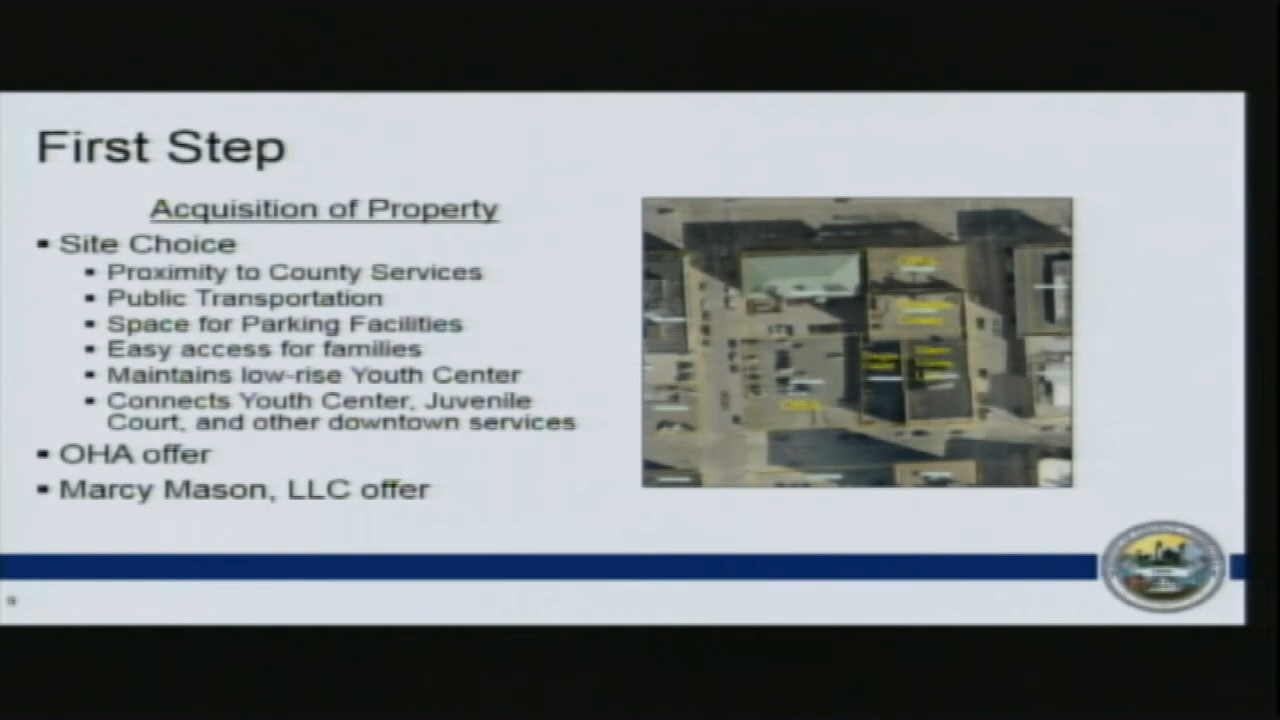 First Step
Acquisition of Property
▪ Site Choice
▪ Proximity to County Services
▪ Public Transportation
▪ Space for Parking Facilities
▪ Easy access for families
▪ Maintains low-rise Youth Center
▪ Connects Youth Center, Juvenile
Court, and other downtown services
▪ OHA offer
▪ Marcy Mason, LLC offer